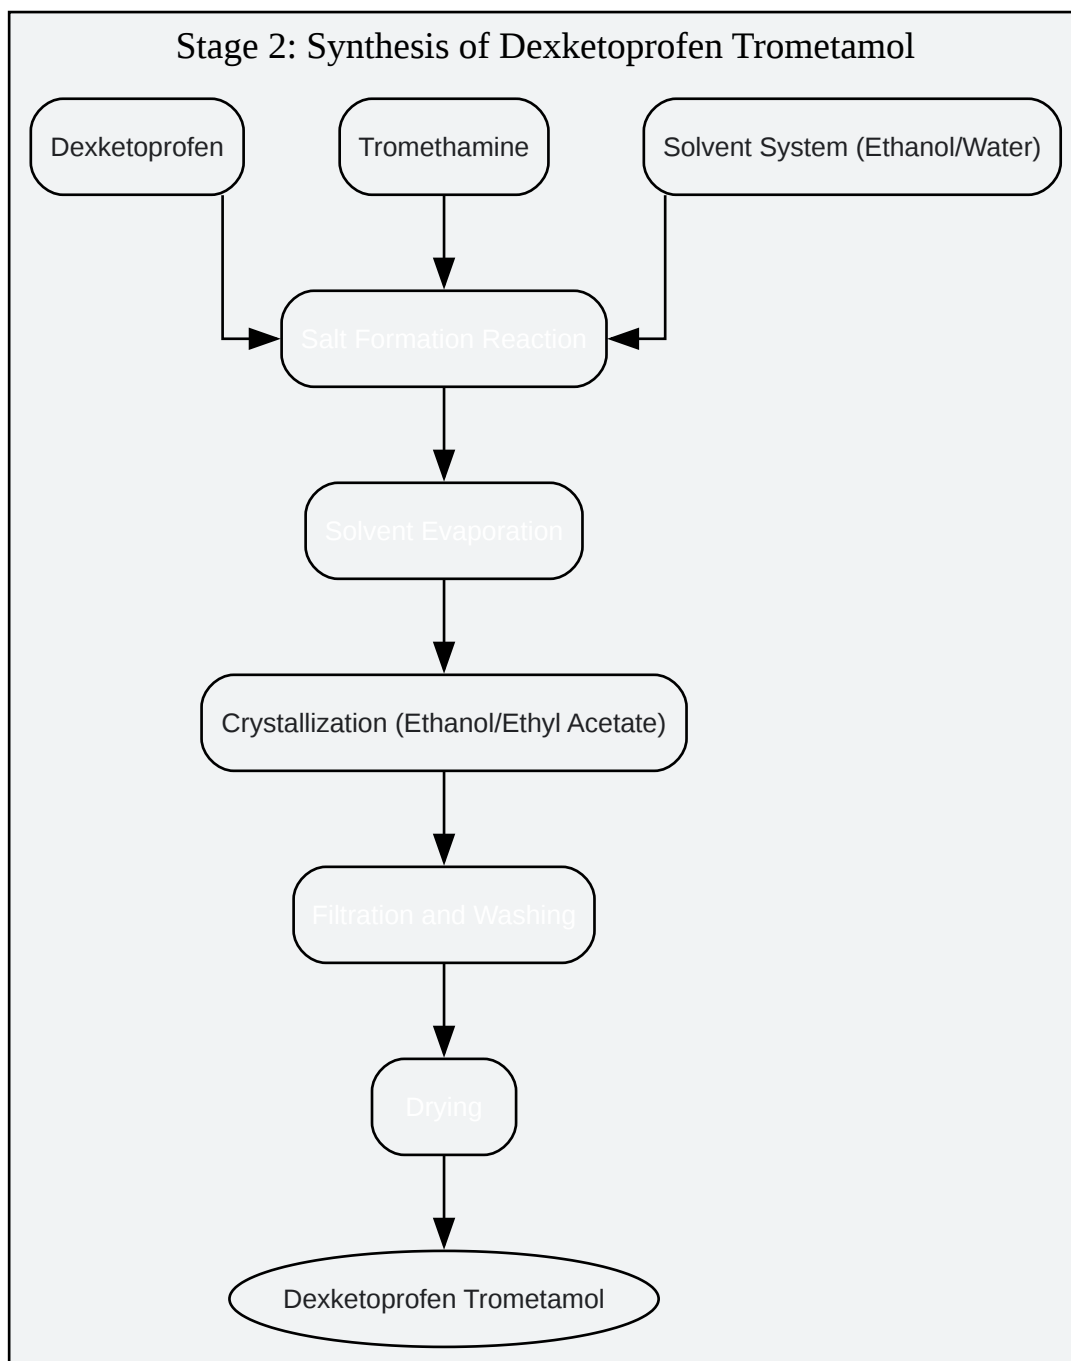 Stage 2: Synthesis of Dexketoprofen Trometamol
Dexketoprofen
Tromethamine
Solvent System (Ethanol/Water)
Salt Formation Reaction
Solvent Evaporation
Crystallization (Ethanol/Ethyl Acetate)
Filtration and Washing
Drying
Dexketoprofen Trometamol